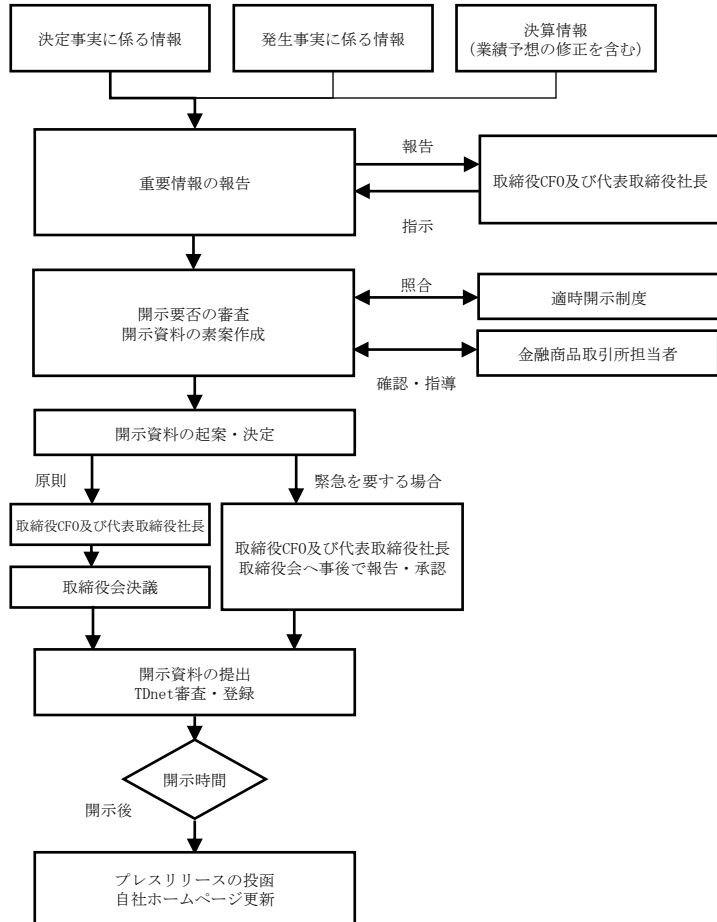 決定事実に係る情報
発生事実に係る情報
決算情報
（業績予想の修正を含む）
重要情報の報告
報告
取締役CFO及び代表取締役社長
指示
開示要否の審査
開示資料の素案作成
照合
適時開示制度
金融商品取引所担当者
確認・指導
開示資料の起案・決定
原則
緊急を要する場合
取締役CFO及び代表取締役社長
取締役会決議
取締役CFO及び代表取締役社長
取締役会へ事後で報告・承認
開示資料の提出
TDnet審査・登録
開示時間
開示後
プレスリリースの投函
自社ホームページ更新